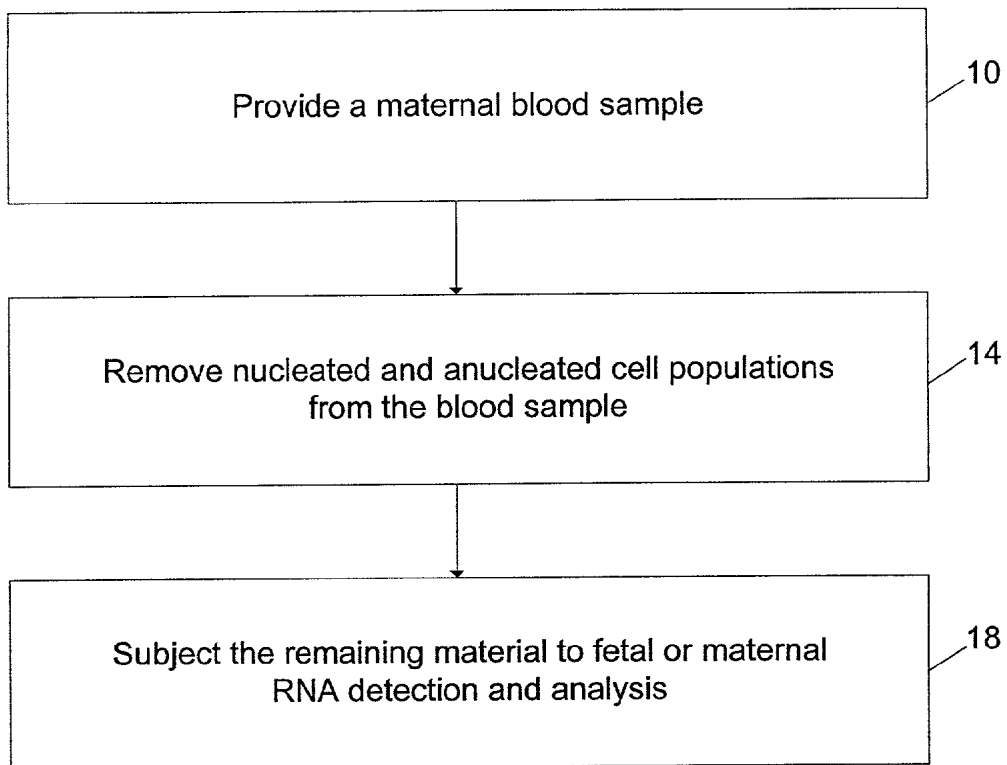 Provide a maternal blood sample
10
Remove nucleated and anucleated cell populations
from the blood sample
14
Subject the remaining material to fetal or maternal
RNA detection and analysis
18